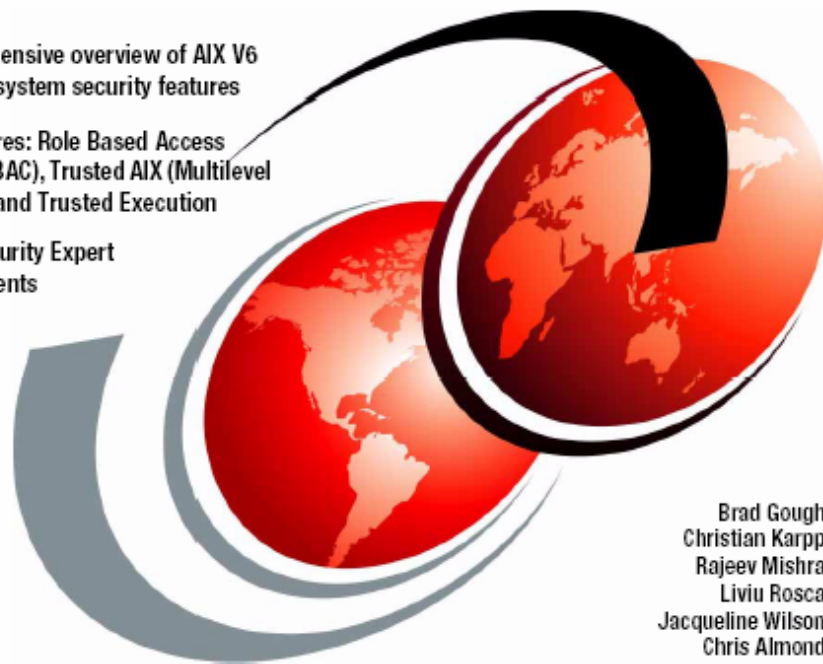 ensive overview of AIX V6
system security features
res: Role Based Access
BAC), Trusted AIX (Multilevel
and Trusted Execution
urity Expert
ents
Brad Gough
Christian Karpp
Rajeev Mishra
Liviu Rosca
Jacqueline Wilson
Chris Almond